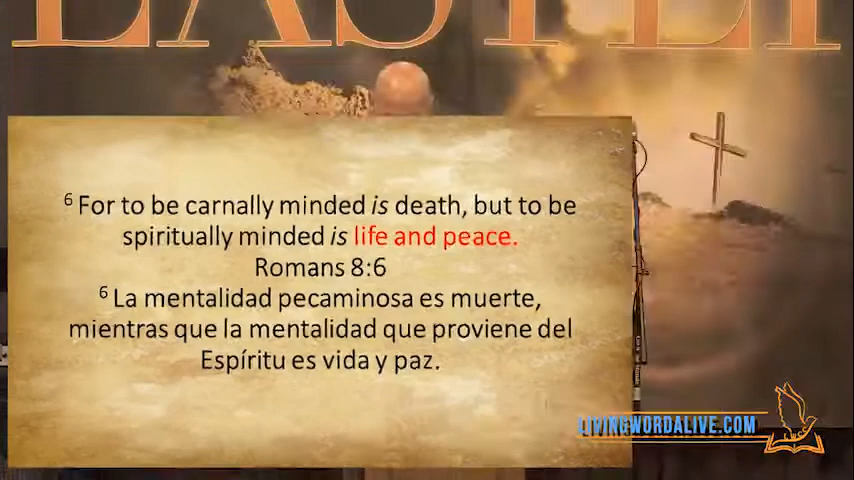 EASTER
⁶ For to be carnally minded is death, but to be
spiritually minded is life and peace.
Romans 8:6
⁶ La mentalidad pecaminosa es muerte,
mientras que la mentalidad que proviene del
Espíritu es vida y paz.
LIVINGWORDALIVE.COM